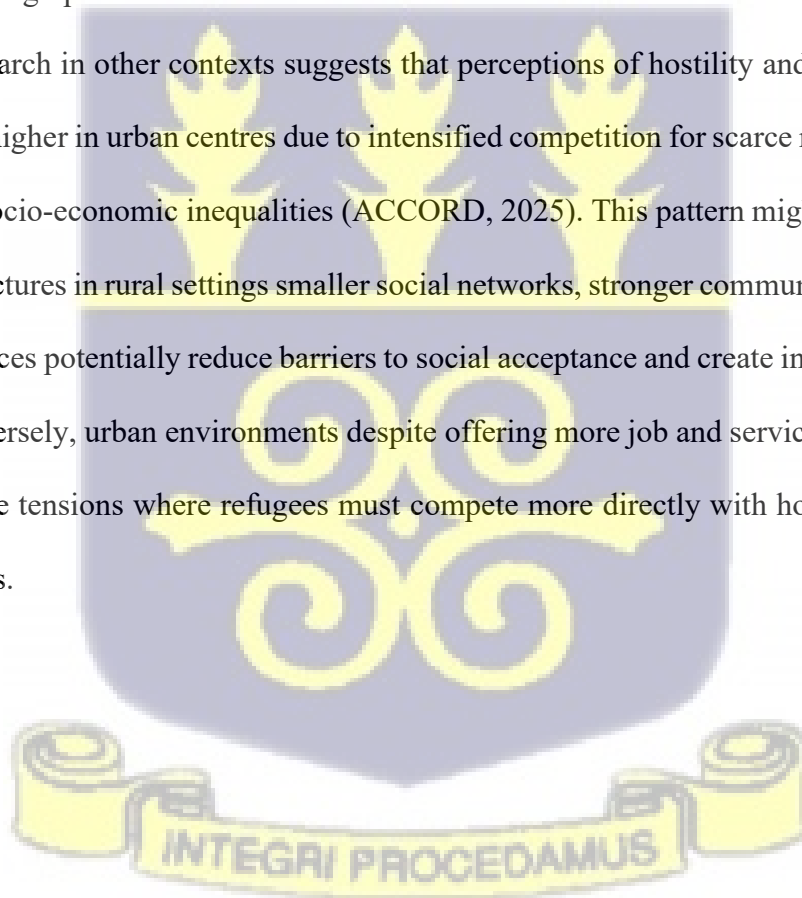 arch in other contexts suggests that perceptions of hostility and
igher in urban centres due to intensified competition for scarce
ocio-economic inequalities (ACCORD, 2025). This pattern mig
ctures in rural settings smaller social networks, stronger commu
ces potentially reduce barriers to social acceptance and create in
ersely, urban environments despite offering more job and servic
e tensions where refugees must compete more directly with ho
s.
INTEGRI PROCEDAMUS